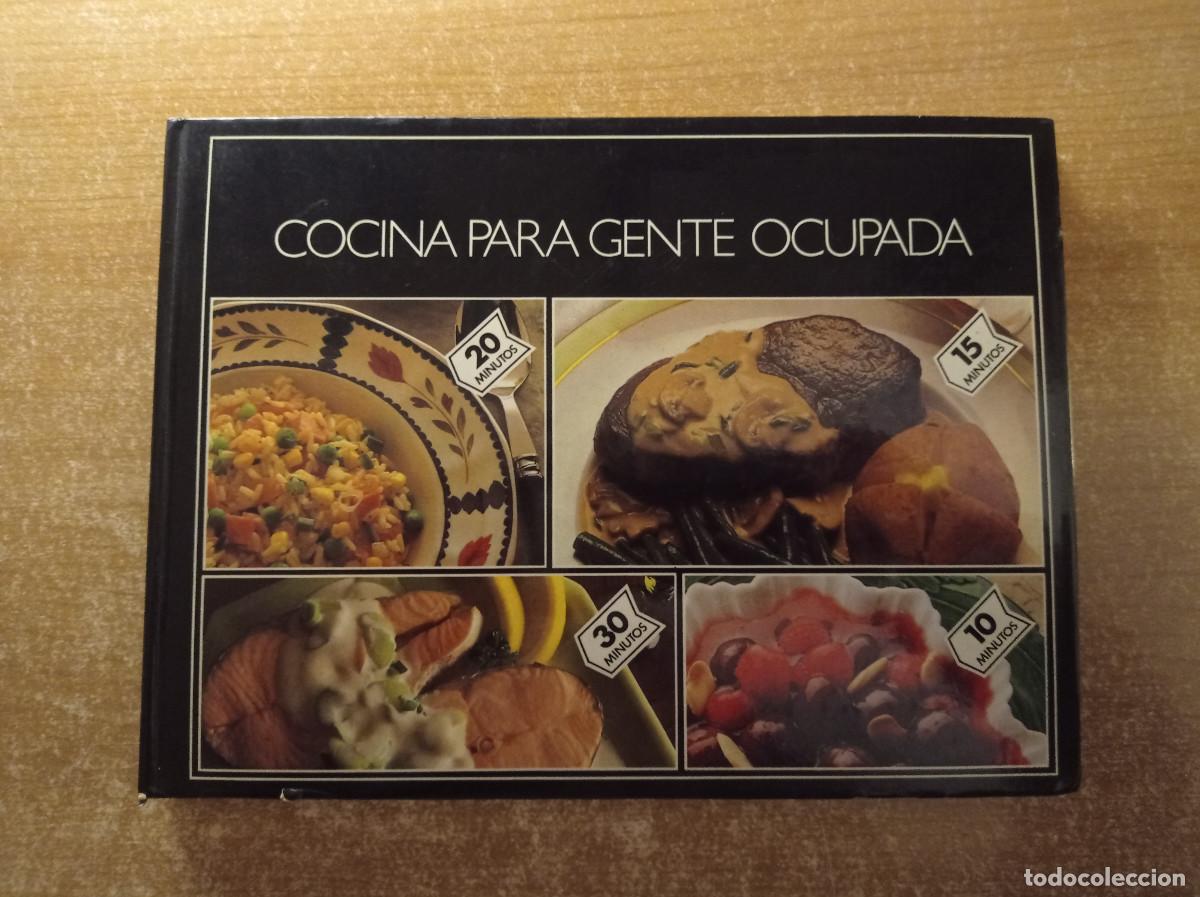 COCINA PARA GENTE OCUPADA
20
MINUTOS
15
MINUTOS
30
MINUTOS
10
MINUTOS
todocoleccion